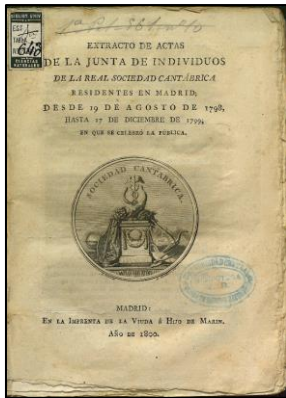 EXTRACTO DE ACTAS
DE LA JUNTA DE INDIVIDUOS
DE LA REAL SOCIEDAD CANTÁBRICA
RESIDENTES EN MADRID,
DESDE 19 DE AGOSTO DE 1798,
HASTA 17 DE DICIEMBRE DE 1799,
EN QUE SE CELEBRÓ LA PÚBLICA.
SOCIEDAD CANTABRICA.
MADRID:
EN LA IMPRENTA DE LA VIUDA É HIJO DE MARIN.
AÑO DE 1800.